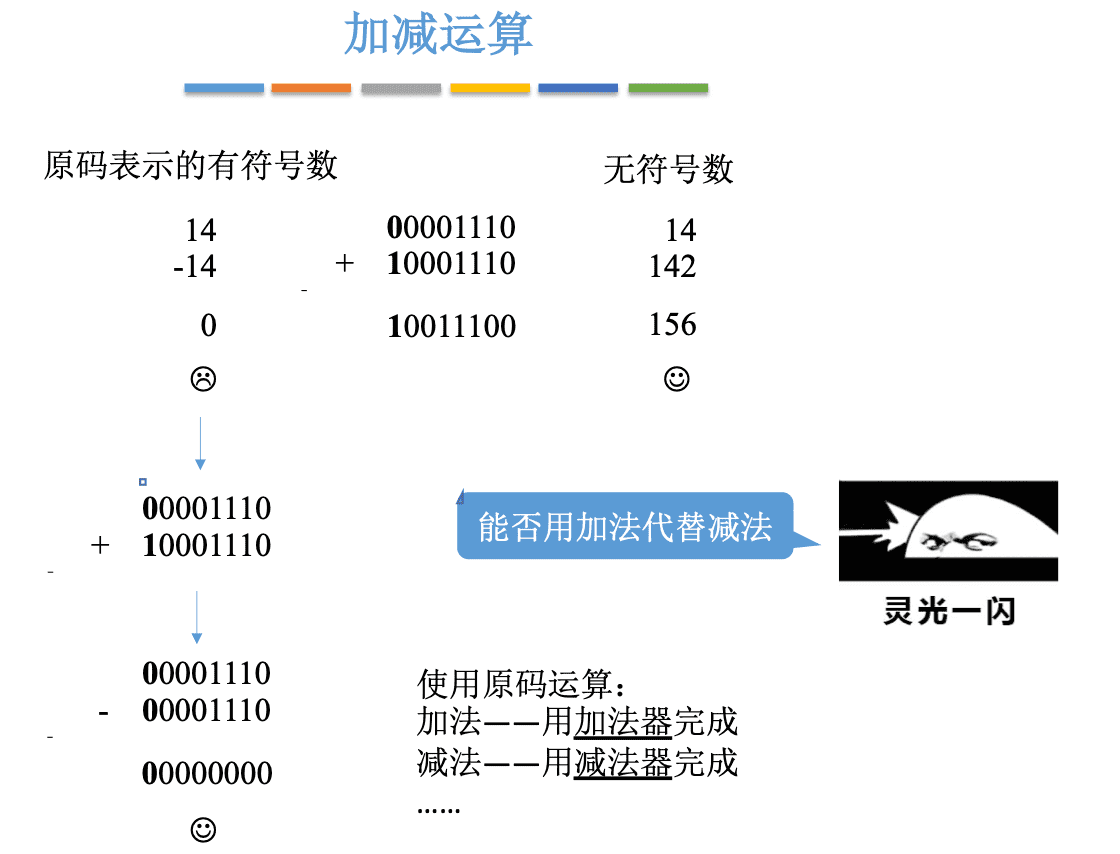 加减运算
原码表示的有符号数
无符号数
14 00001110 14
-14 + 10001110 142
0 10011100 156
00001110
+ 10001110
能否用加法代替减法
灵光一闪
00001110
- 00001110
00000000
使用原码运算：
加法——用加法器完成
减法——用减法器完成
……